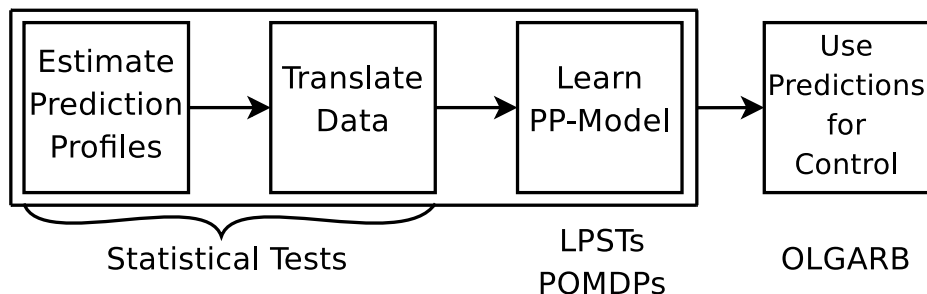 Estimate
Prediction
Profiles
Translate
Data
Learn
PP-Model
Use
Predictions
for
Control
Statistical Tests
LPSTs
POMDPs
OLGARB